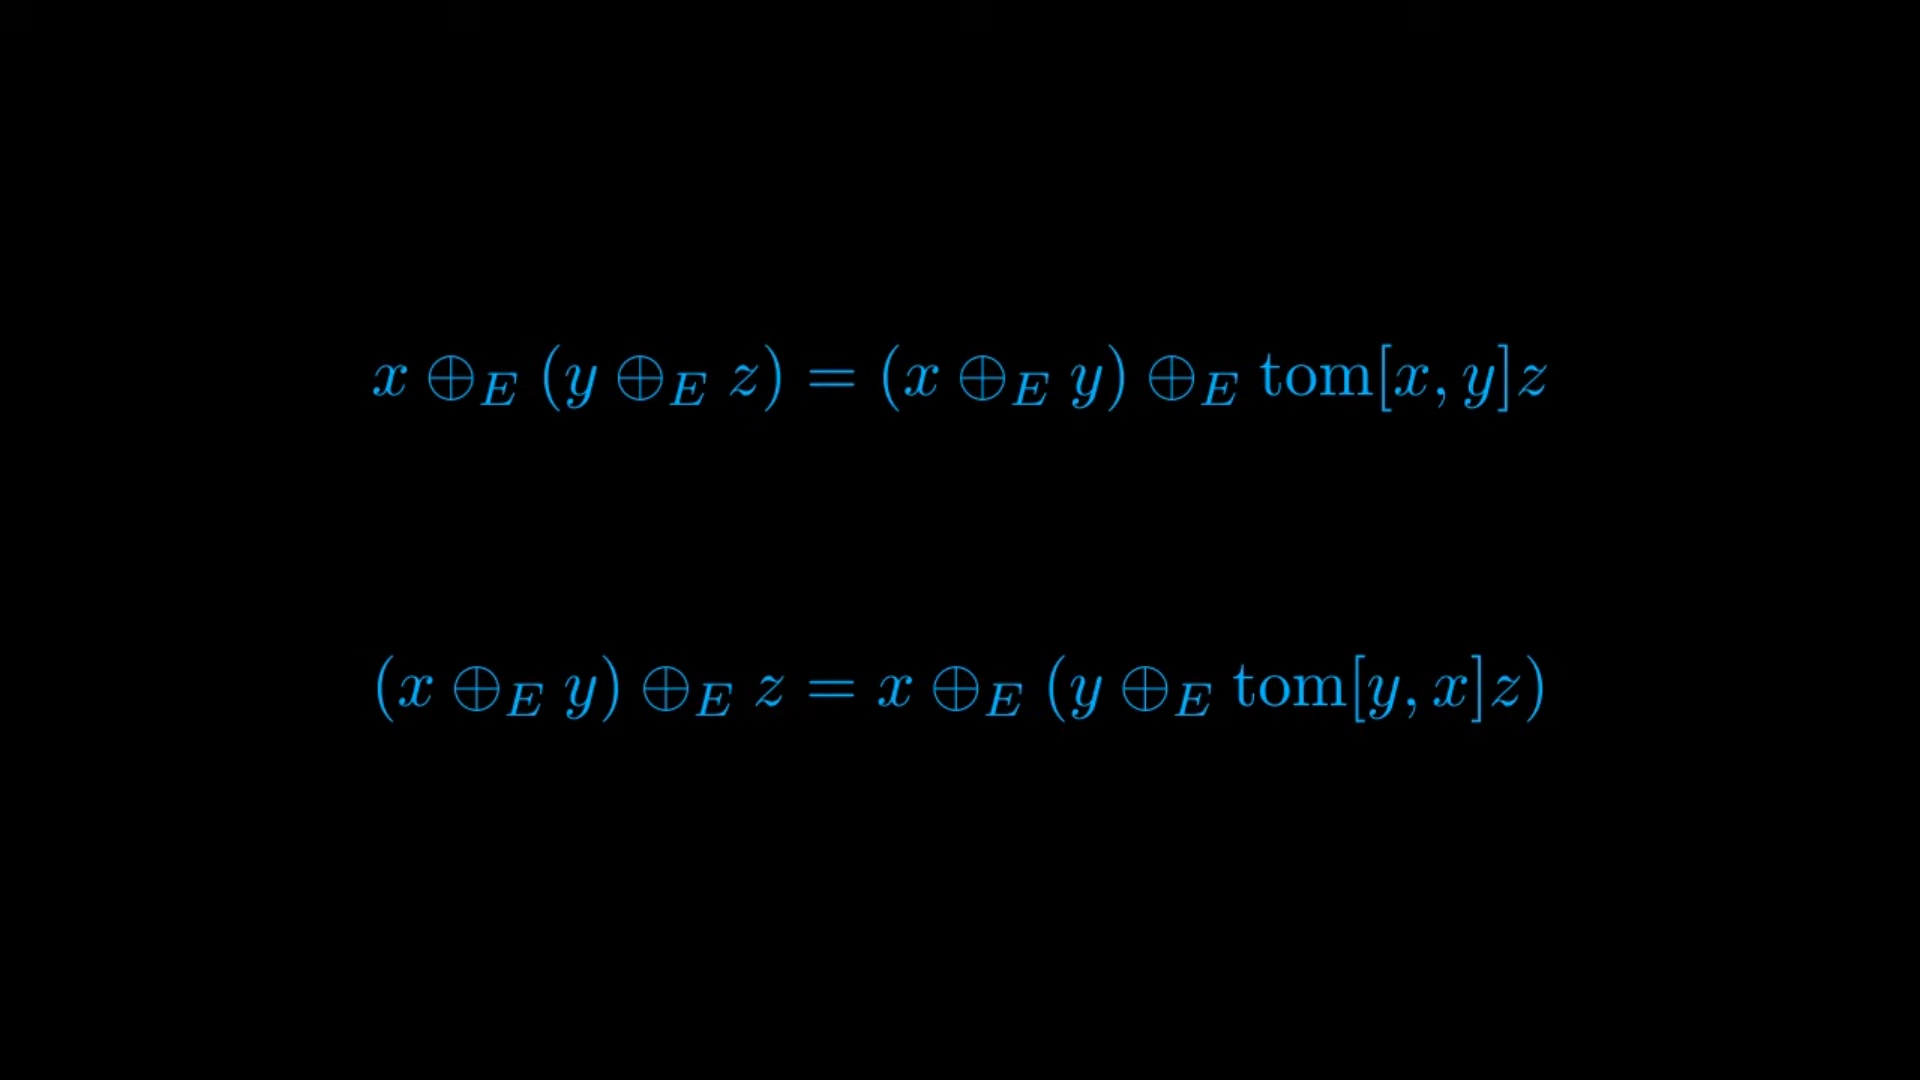 x ⊕_E (y ⊕_E z) = (x ⊕_E y) ⊕_E tom[x, y]z
(x ⊕_E y) ⊕_E z = x ⊕_E (y ⊕_E tom[y, x]z)